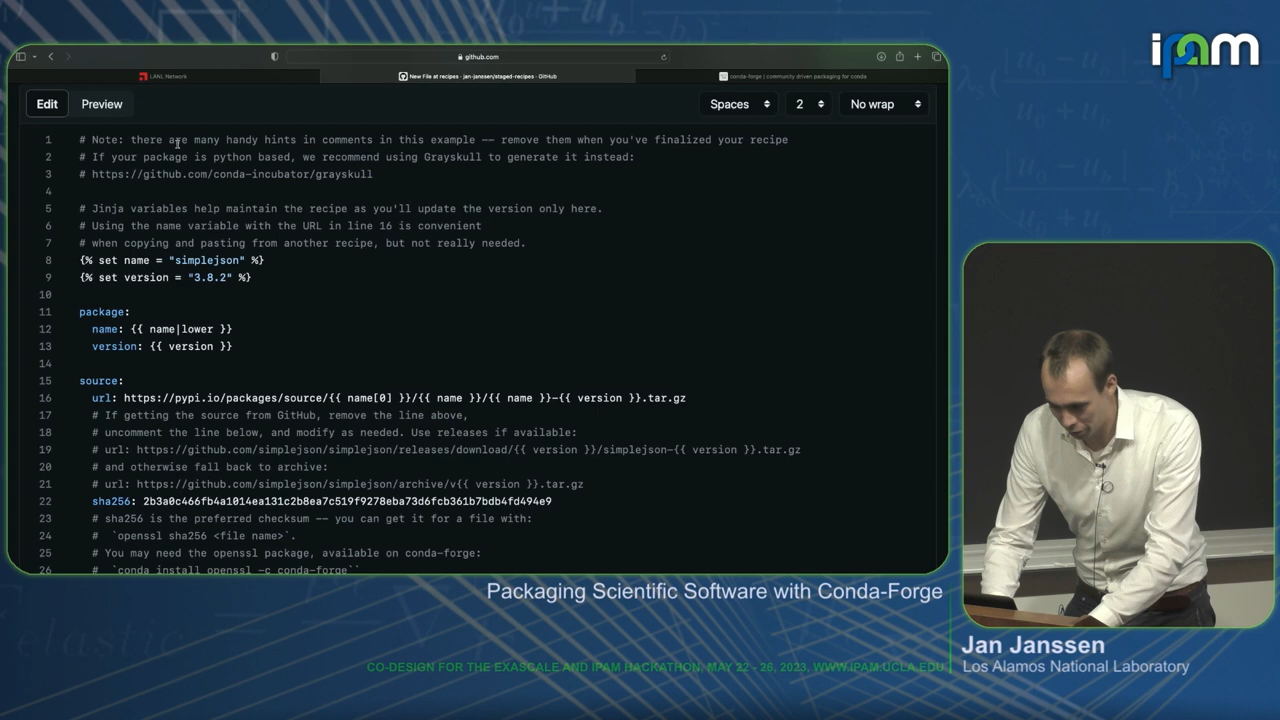 ipam
github.com
LANL Network
New File at recipes · jan-janssen/staged-recipes · GitHub
conda-forge | community driven packaging for conda
Edit
Preview
Spaces
2
No wrap
1 # Note: there are many handy hints in comments in this example -- remove them when you've finalized your recipe
2 # If your package is python based, we recommend using Grayskull to generate it instead:
3 # https://github.com/conda-incubator/grayskull
4
5 # Jinja variables help maintain the recipe as you'll update the version only here.
6 # Using the name variable with the URL in line 16 is convenient
7 # when copying and pasting from another recipe, but not really needed.
8 {% set name = "simplejson" %}
9 {% set version = "3.8.2" %}
10
11 package:
12 name: {{ name|lower }}
13 version: {{ version }}
14
15 source:
16 url: https://pypi.io/packages/source/{{ name[0] }}/{{ name }}/{{ name }}-{{ version }}.tar.gz
17 # If getting the source from GitHub, remove the line above,
18 # uncomment the line below, and modify as needed. Use releases if available:
19 # url: https://github.com/simplejson/simplejson/releases/download/{{ version }}/simplejson-{{ version }}.tar.gz
20 # and otherwise fall back to archive:
21 # url: https://github.com/simplejson/simplejson/archive/v{{ version }}.tar.gz
22 sha256: 2b3a0c466fb4a1014ea131c2b8ea7c519f9278eba73d6fcb361b7bdb4fd494e9
23 # sha256 is the preferred checksum -- you can get it for a file with:
24 # `openssl sha256 <file name>`.
25 # You may need the openssl package, available on conda-forge:
26 # `conda install openssl -c conda-forge``
Packaging Scientific Software with Conda-Forge
Jan Janssen
Los Alamos National Laboratory
CO-DESIGN FOR THE EXASCALE AND IPAM HACKATHON, MAY 22 - 26, 2023, WWW.IPAM.UCLA.EDU
elastic